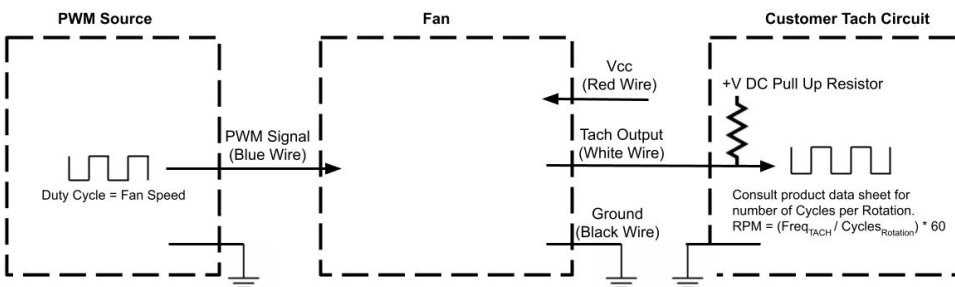 PWM Source
Fan
Customer Tach Circuit
Vcc
(Red Wire)
+V DC Pull Up Resistor
PWM Signal
(Blue Wire)
Tach Output
(White Wire)
Duty Cycle = Fan Speed
Consult product data sheet for
number of Cycles per Rotation.
RPM = (FreqTACH / CyclesRotation) * 60
Ground
(Black Wire)